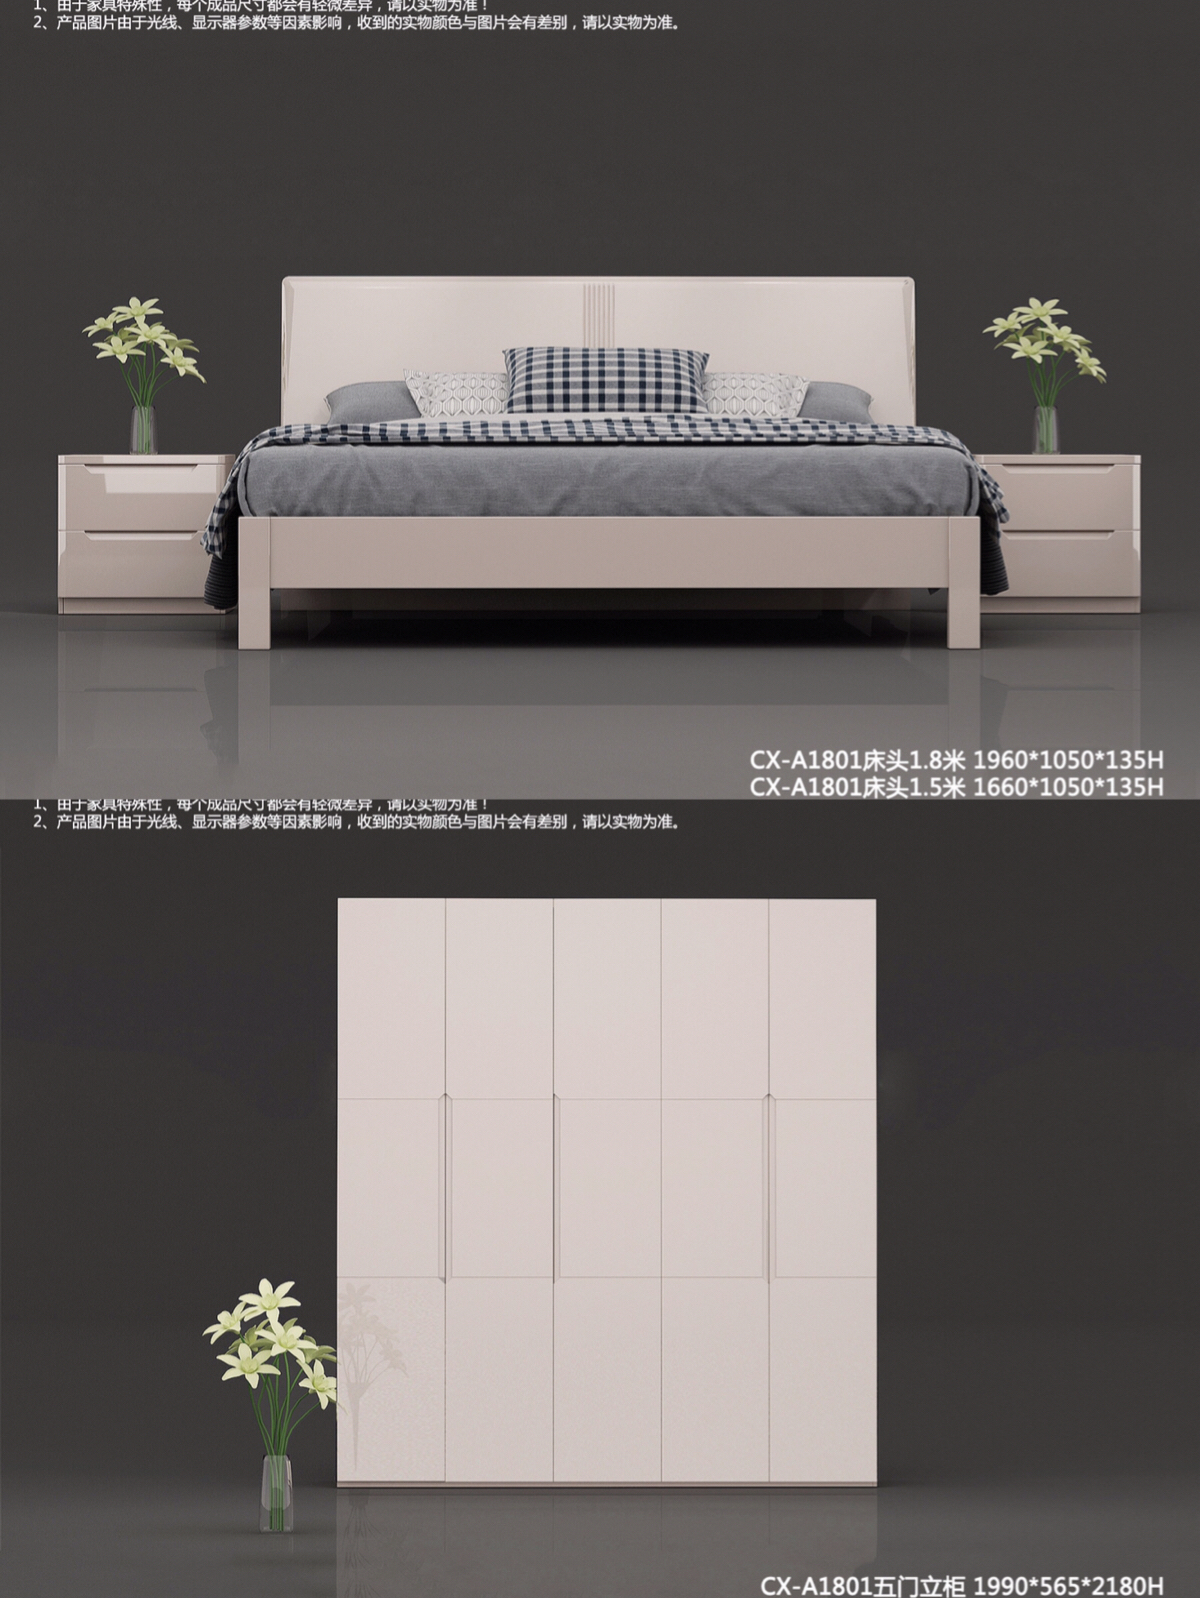 1、由于家具特殊性，每个成品尺寸都会有轻微差异，请以实物为准！
2、产品图片由于光线、显示器参数等因素影响，收到的实物颜色与图片会有差别，请以实物为准。
CX-A1801床头1.8米 1960*1050*135H
CX-A1801床头1.5米 1660*1050*135H
1、由于家具特殊性，每个成品尺寸都会有轻微差异，请以实物为准！
2、产品图片由于光线、显示器参数等因素影响，收到的实物颜色与图片会有差别，请以实物为准。
CX-A1801五门立柜 1990*565*2180H